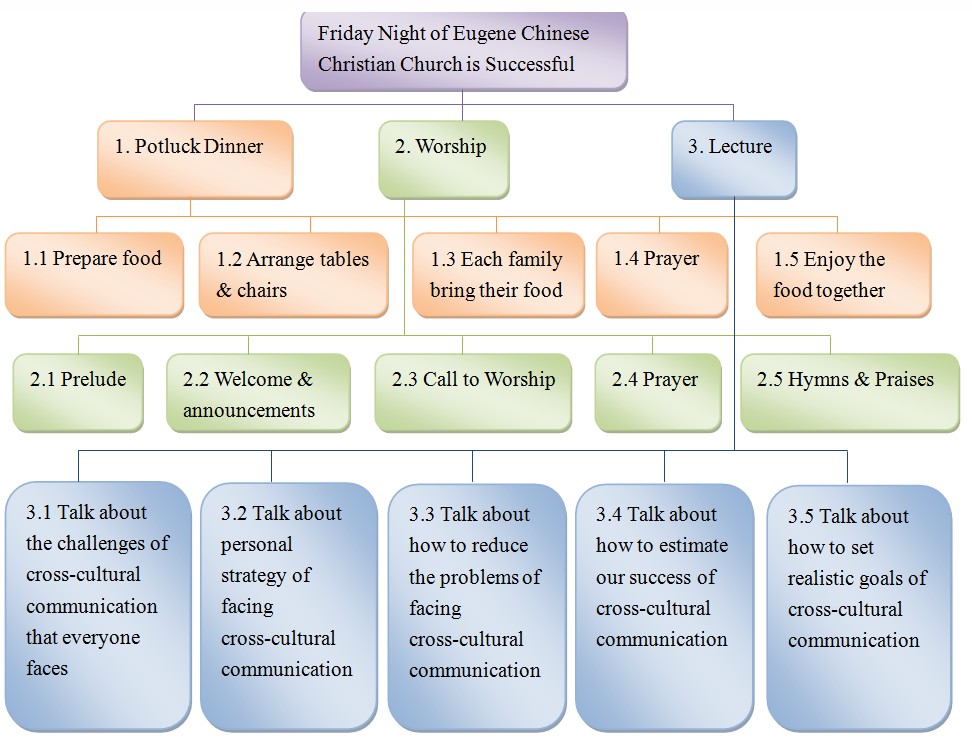 Friday Night of Eugene Chinese
Christian Church is Successful
1. Potluck Dinner
2. Worship
3. Lecture
1.1 Prepare food
1.2 Arrange tables
& chairs
1.3 Each family
bring their food
1.4 Prayer
1.5 Enjoy the
food together
2.1 Prelude
2.2 Welcome &
announcements
2.3 Call to Worship
2.4 Prayer
2.5 Hymns & Praises
3.1 Talk about
the challenges of
cross-cultural
communication
that everyone
faces
3.2 Talk about
personal
strategy of
facing
cross-cultural
communication
3.3 Talk about
how to reduce
the problems of
facing
cross-cultural
communication
3.4 Talk about
how to estimate
our success of
cross-cultural
communication
3.5 Talk about
how to set
realistic goals of
cross-cultural
communication